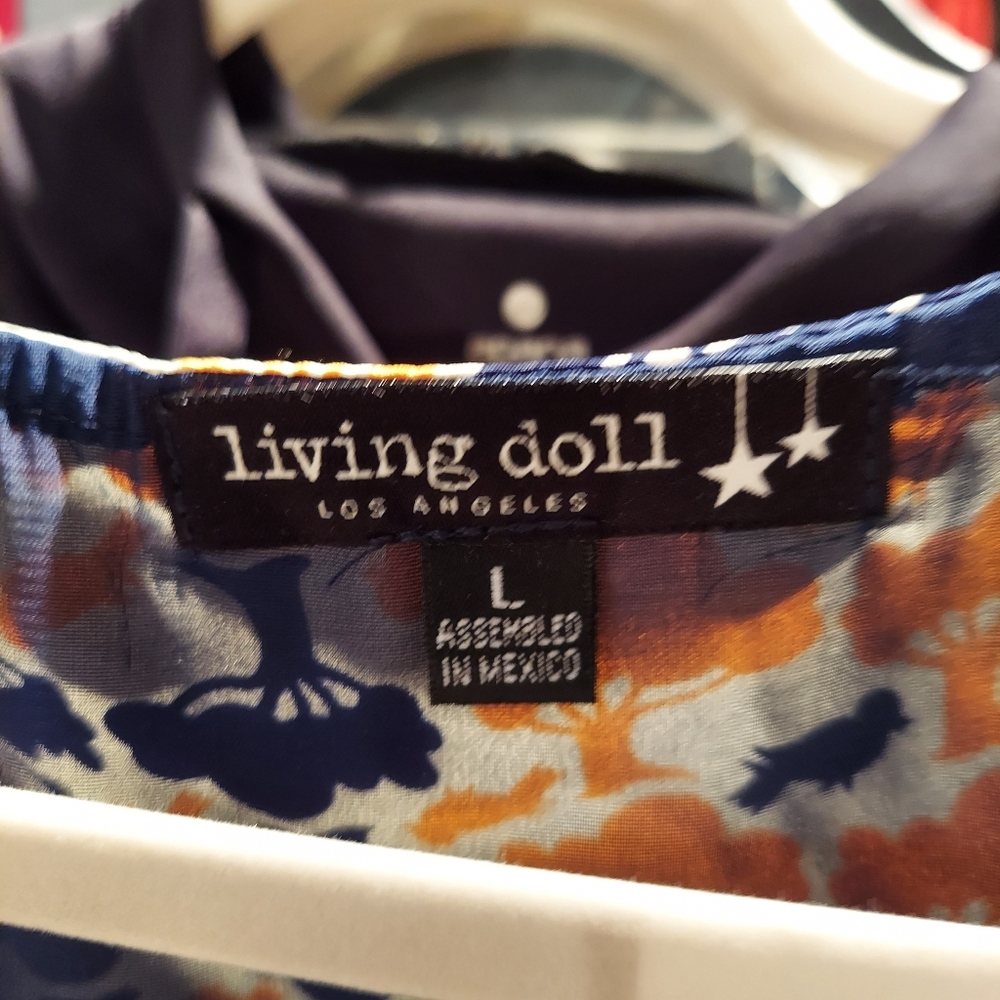 living doll
LOS ANGELES
L
ASSEMBLED
IN MEXICO